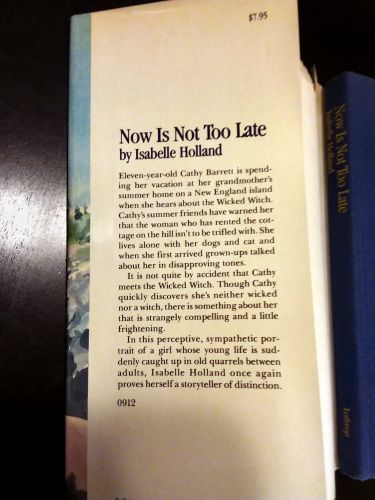 $7.95
Now Is Not Too Late
by Isabelle Holland
Eleven-year-old Cathy Barrett is spend-
ing her vacation at her grandmother's
summer home on a New England island
when she hears about the Wicked Witch.
Cathy's summer friends have warned her
that the woman who has rented the cot-
tage on the hill isn't to be trifled with. She
lives alone with her dogs and cat and
when she first arrived grown-ups talked
about her in disapproving tones.
It is not quite by accident that Cathy
meets the Wicked Witch. Though Cathy
quickly discovers she's neither wicked
nor a witch, there is something about her
that is strangely compelling and a little
frightening.
In this perceptive, sympathetic por-
trait of a girl whose young life is sud-
denly caught up in old quarrels between
adults, Isabelle Holland once again
proves herself a storyteller of distinction.
0912
Now Is Not Too Late
Isabelle Holland
Lothrop